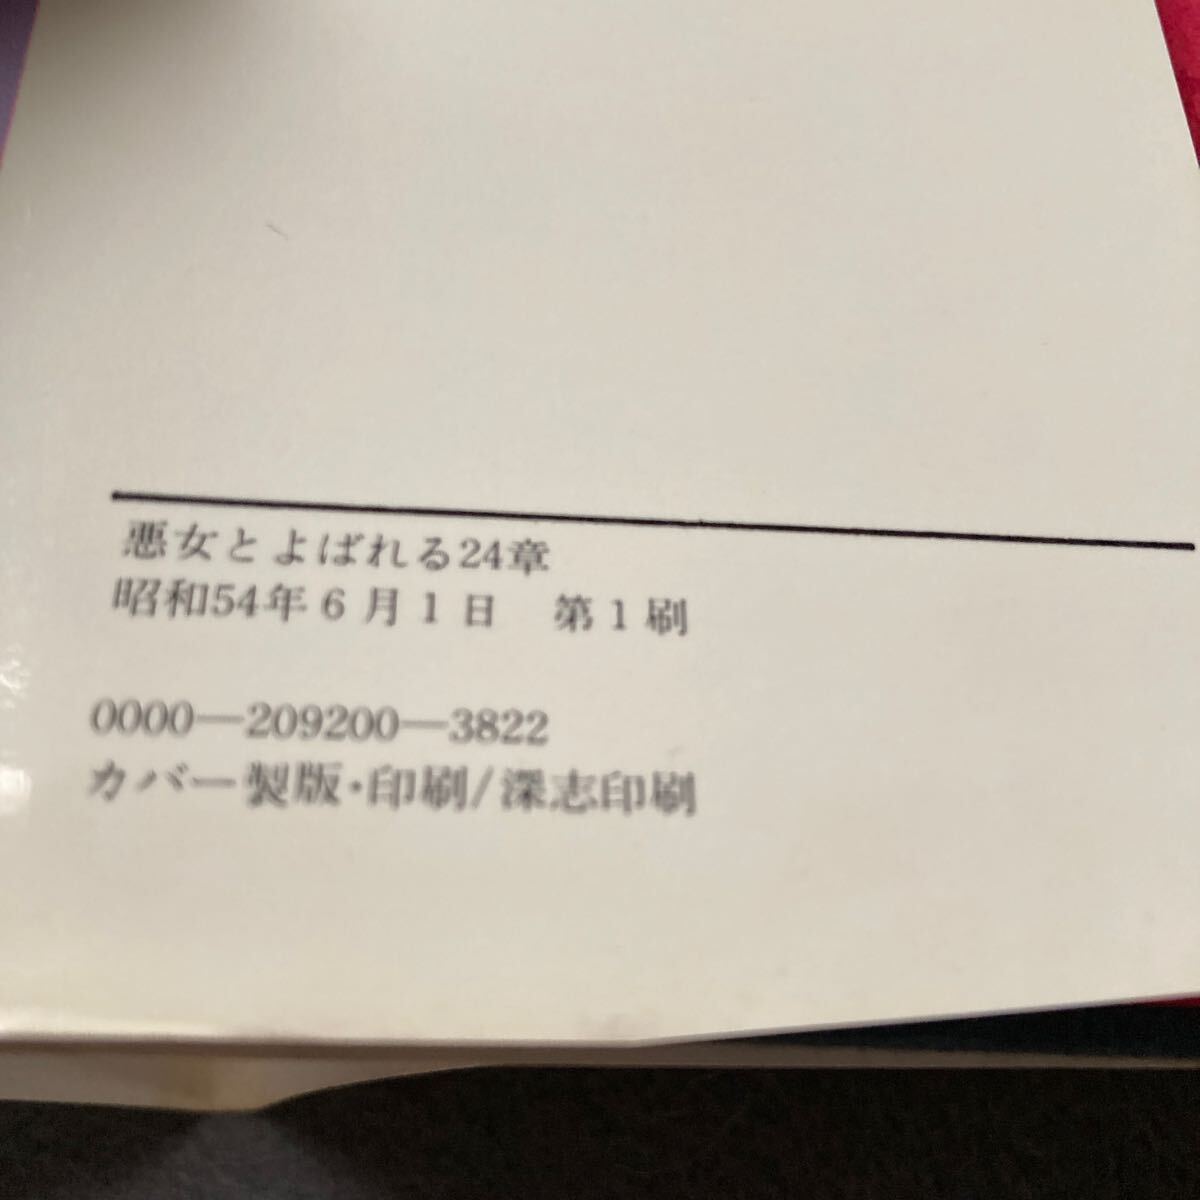 悪女とよばれる24章
昭和54年6月1日　第1刷
0000―209200―3822
カバー製版・印刷/深志印刷